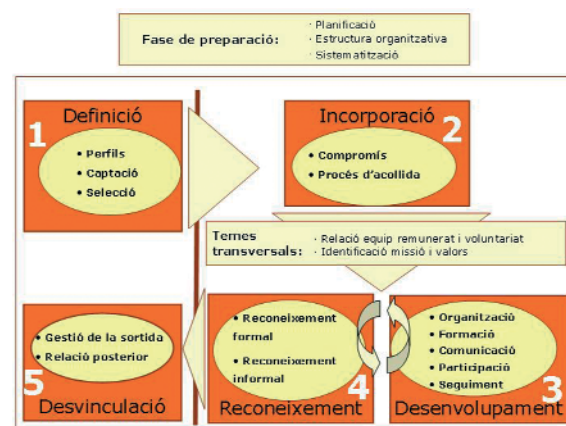 Fase de preparació:
· Planificació
· Estructura organitzativa
· Sistematització
1
Definició
• Perfils
• Captació
• Selecció
Incorporació
2
• Compromís
• Procés d'acollida
Temes
transversals:
· Relació equip remunerat i voluntariat
· Identificació missió i valors
• Organització
• Formació
• Comunicació
• Participació
• Seguiment
3
Desenvolupament
• Reconeixement
formal
• Reconeixement
informal
4
Reconeixement
• Gestió de la sortida
• Relació posterior
5
Desvinculació